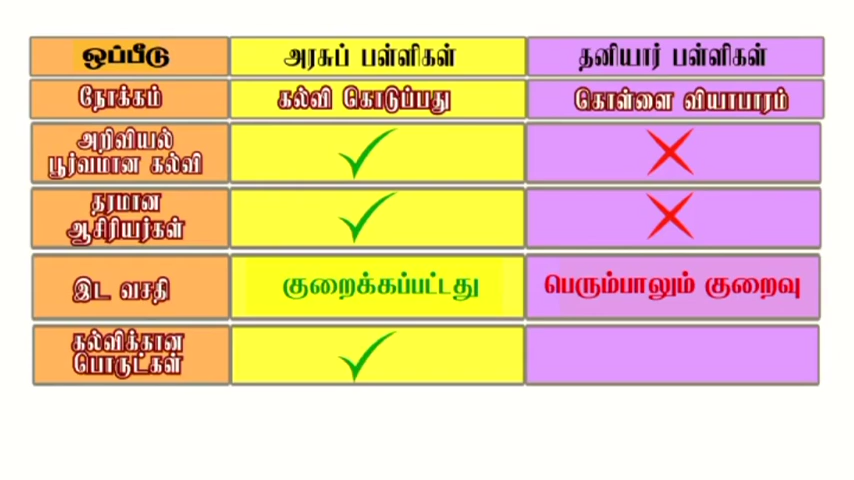 ஒப்பீடு அரசுப் பள்ளிகள் தனியார் பள்ளிகள்
நோக்கம் கல்வி கொடுப்பது கொள்ளை வியாபாரம்
அறிவியல்
பூர்வமான கல்வி
தரமான
ஆசிரியர்கள்
இட வசதி குறைக்கப்பட்டது பெரும்பாலும் குறைவு
கல்விக்கான
பொருட்கள்